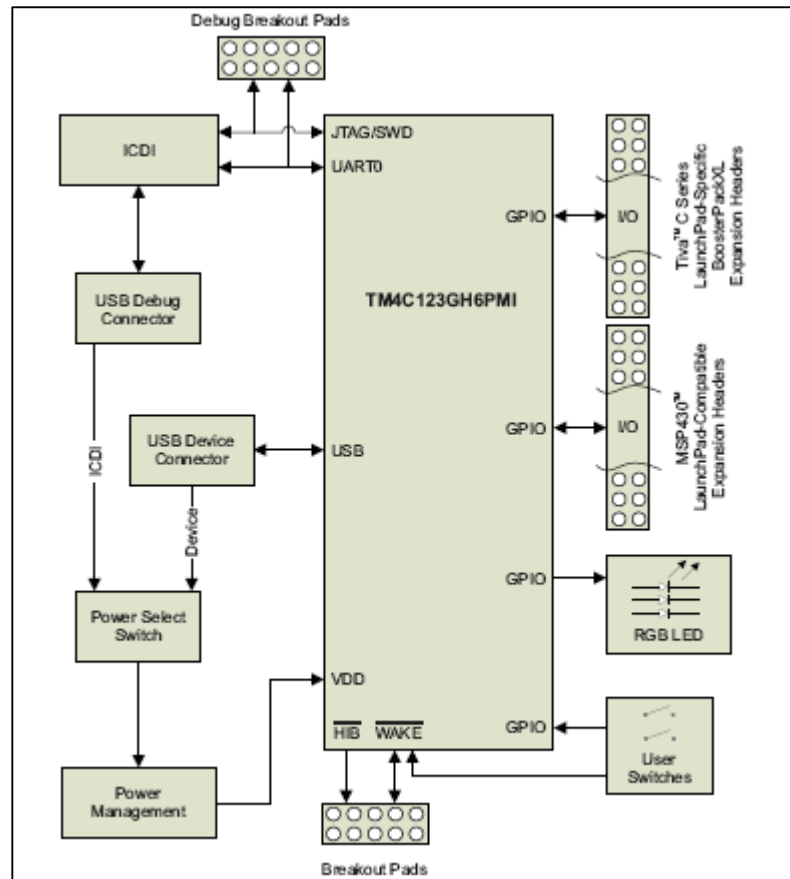 Debug Breakout Pads
ICDI
JTAG/SWD
UART0
GPIO
I/O
Tiva™ C Series
LaunchPad-Specific
BoosterPackXL
Expansion Headers
USB Debug
Connector
TM4C123GH6PMI
GPIO
I/O
MSP430™
LaunchPad-Compatible
Expansion Headers
ICDI
USB Device
Connector
USB
Device
GPIO
RGB LED
Power Select
Switch
VDD
HIB
WAKE
GPIO
User
Switches
Power
Management
Breakout Pads